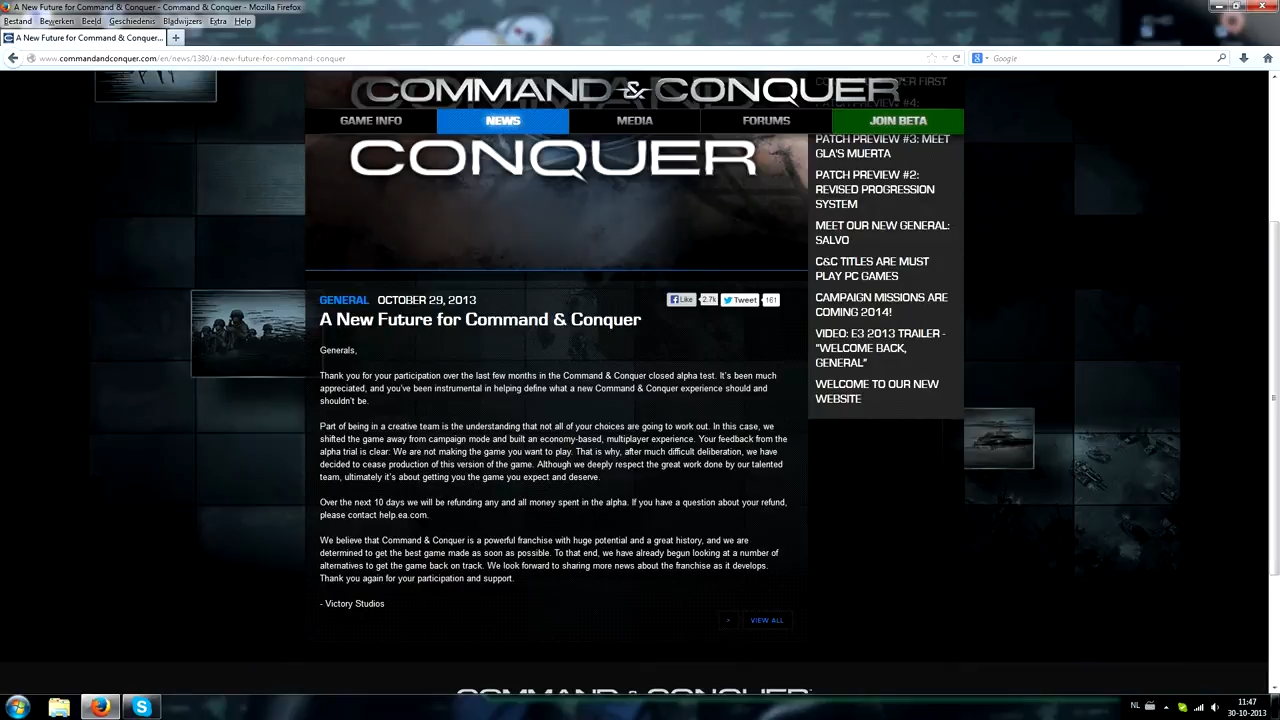 A New Future for Command & Conquer - Command & Conquer - Mozilla Firefox
Bestand Bewerken Beeld Geschiedenis Bladwijzers Extra Help
A New Future for Command & Conquer...
www.commandandconquer.com/en/news/1380/a-new-future-for-command-conquer
Google
COMMAND & CONQUER
GAME INFO NEWS MEDIA FORUMS JOIN BETA
CONQUER
PATCH PREVIEW #4:
PATCH PREVIEW #3: MEET
GLA'S MUERTA
PATCH PREVIEW #2:
REVISED PROGRESSION
SYSTEM
MEET OUR NEW GENERAL:
SALVO
C&C TITLES ARE MUST
PLAY PC GAMES
CAMPAIGN MISSIONS ARE
COMING 2014!
VIDEO: E3 2013 TRAILER -
"WELCOME BACK,
GENERAL"
WELCOME TO OUR NEW
WEBSITE
GENERAL OCTOBER 29, 2013
Like 2.7k Tweet 161
A New Future for Command & Conquer
Generals,
Thank you for your participation over the last few months in the Command & Conquer closed alpha test. It's been much
appreciated, and you've been instrumental in helping define what a new Command & Conquer experience should and
shouldn't be.
Part of being in a creative team is the understanding that not all of your choices are going to work out. In this case, we
shifted the game away from campaign mode and built an economy-based, multiplayer experience. Your feedback from the
alpha trial is clear: We are not making the game you want to play. That is why, after much difficult deliberation, we have
decided to cease production of this version of the game. Although we deeply respect the great work done by our talented
team, ultimately it's about getting you the game you expect and deserve.
Over the next 10 days we will be refunding any and all money spent in the alpha. If you have a question about your refund,
please contact help.ea.com.
We believe that Command & Conquer is a powerful franchise with huge potential and a great history, and we are
determined to get the best game made as soon as possible. To that end, we have already begun looking at a number of
alternatives to get the game back on track. We look forward to sharing more news about the franchise as it develops.
Thank you again for your participation and support.
- Victory Studios
VIEW ALL
COMMAND & CONQUER
NL
11:47
30-10-2013